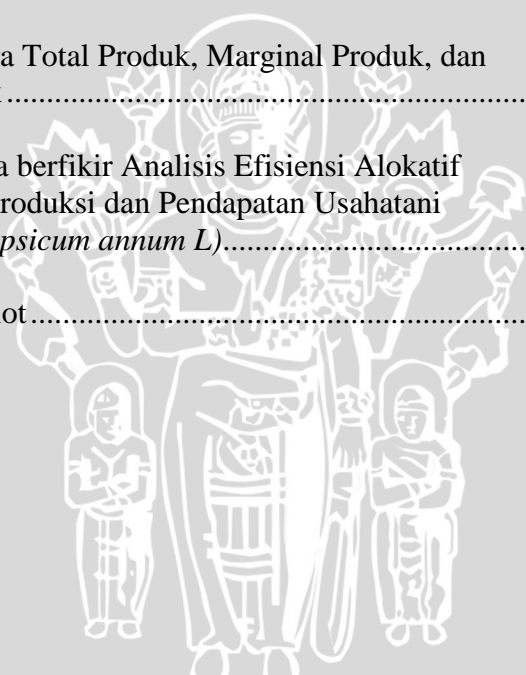 a Total Produk, Marginal Produk, dan
................................................................
a berfikir Analisis Efisiensi Alokatif
roduksi dan Pendapatan Usahatani
psicum annum L)......................................
ot..............................................................